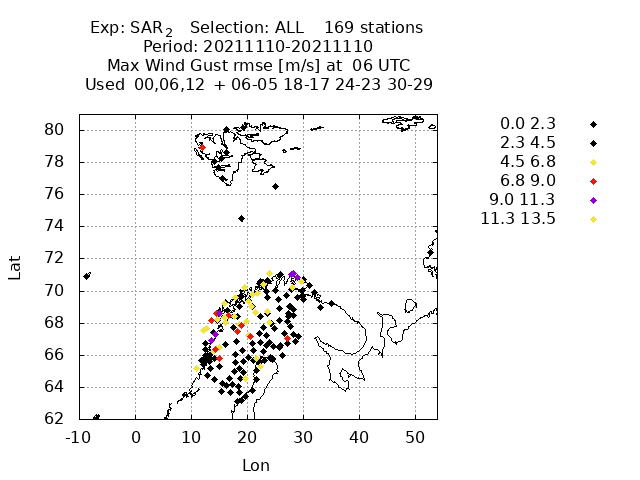 Exp: SAR2 Selection: ALL 169 stations
Period: 20211110-20211110
Max Wind Gust rmse [m/s] at 06 UTC
Used 00,06,12 + 06-05 18-17 24-23 30-29
0.0 2.3
2.3 4.5
4.5 6.8
6.8 9.0
9.0 11.3
11.3 13.5
80
78
76
74
72
70
68
66
64
62
Lat
-10 0 10 20 30 40 50
Lon